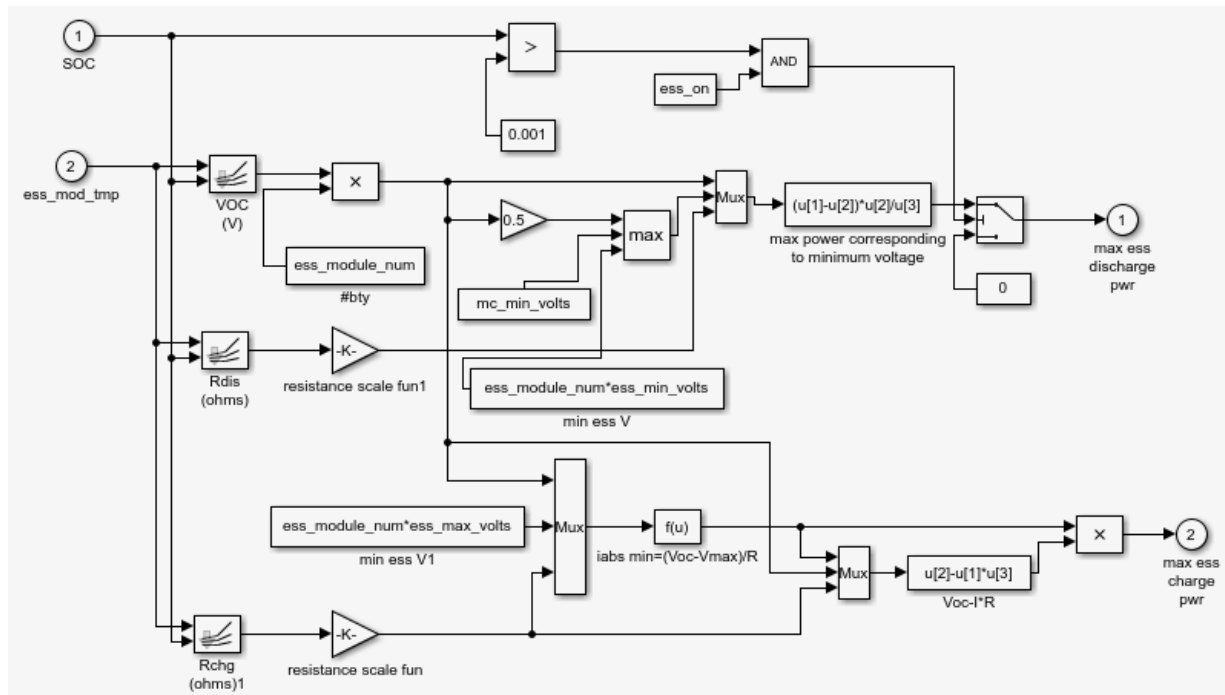 1
SOC
>
AND
ess_on
0.001
2
ess_mod_tmp
VOC
(V)
×
0.5
max
Mux
(u[1]-u[2])*u[2]/u[3]
max power corresponding
to minimum voltage
1
max ess
discharge
pwr
ess_module_num
#bty
mc_min_volts
0
Rdis
(ohms)
-K-
resistance scale fun1
ess_module_num*ess_min_volts
min ess V
ess_module_num*ess_max_volts
min ess V1
Mux
f(u)
iabs min=(Voc-Vmax)/R
Mux
u[2]-u[1]*u[3]
Voc-I*R
×
2
max ess
charge
pwr
Rchg
(ohms)1
-K-
resistance scale fun